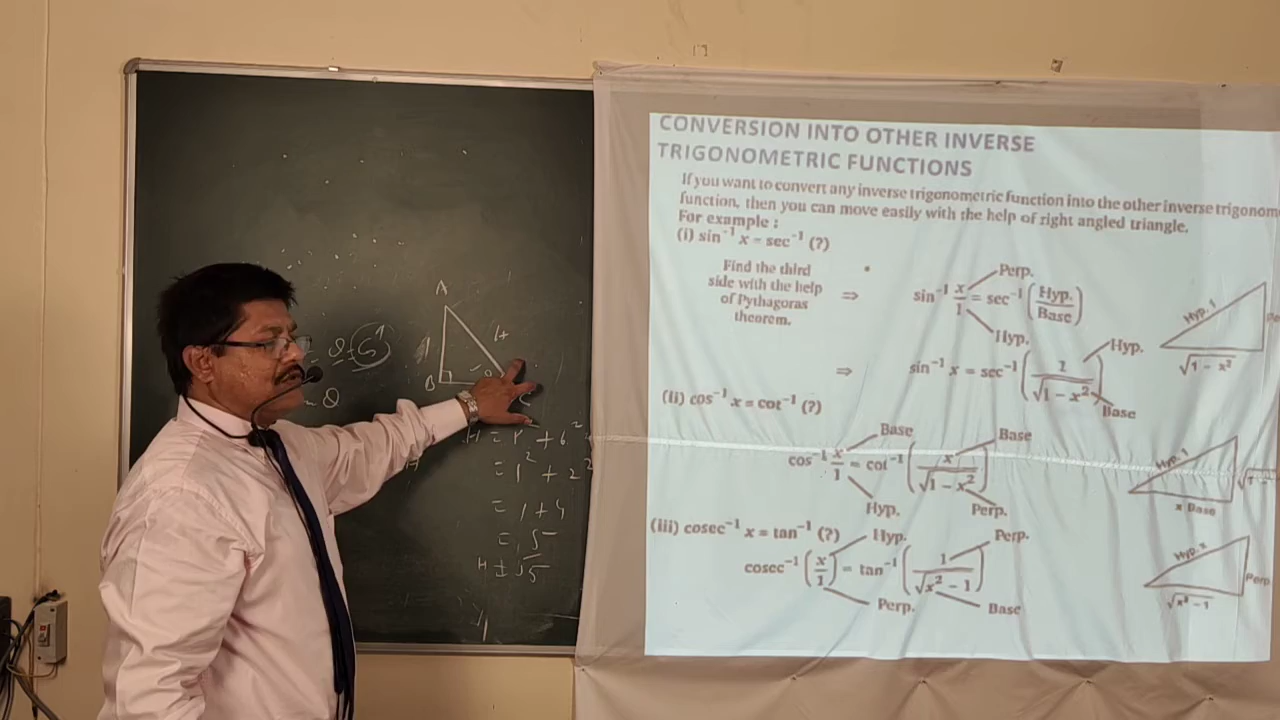 A
H
1
θ
B
C
θ
H = 1² + 6²
= 1² + 2²
= 1 + 4
= 5
H = √5
CONVERSION INTO OTHER INVERSE
TRIGONOMETRIC FUNCTIONS
If you want to convert any inverse trigonometric function into the other inverse trigonom
function, then you can move easily with the help of right angled triangle.
For example :
(i) sin⁻¹ x = sec⁻¹ (?)
Find the third
side with the help
of Pythagoras
theorem.
Perp.
⇒ sin⁻¹ x/1 = sec⁻¹ (Hyp./Base)
Hyp.
Hyp. 1
√1 - x²
Hyp.
⇒ sin⁻¹ x = sec⁻¹ (1/√1 - x²)
Base
(ii) cos⁻¹ x = cot⁻¹ (?)
Base Base
cos⁻¹ x/1 = cot⁻¹ (x/√1 - x²)
Hyp. Perp.
Hyp. 1
x Base
(iii) cosec⁻¹ x = tan⁻¹ (?)
Hyp. Perp.
cosec⁻¹ (x/1) = tan⁻¹ (1/√x² - 1)
Perp. Base
Hyp. x
Perp
√x² - 1